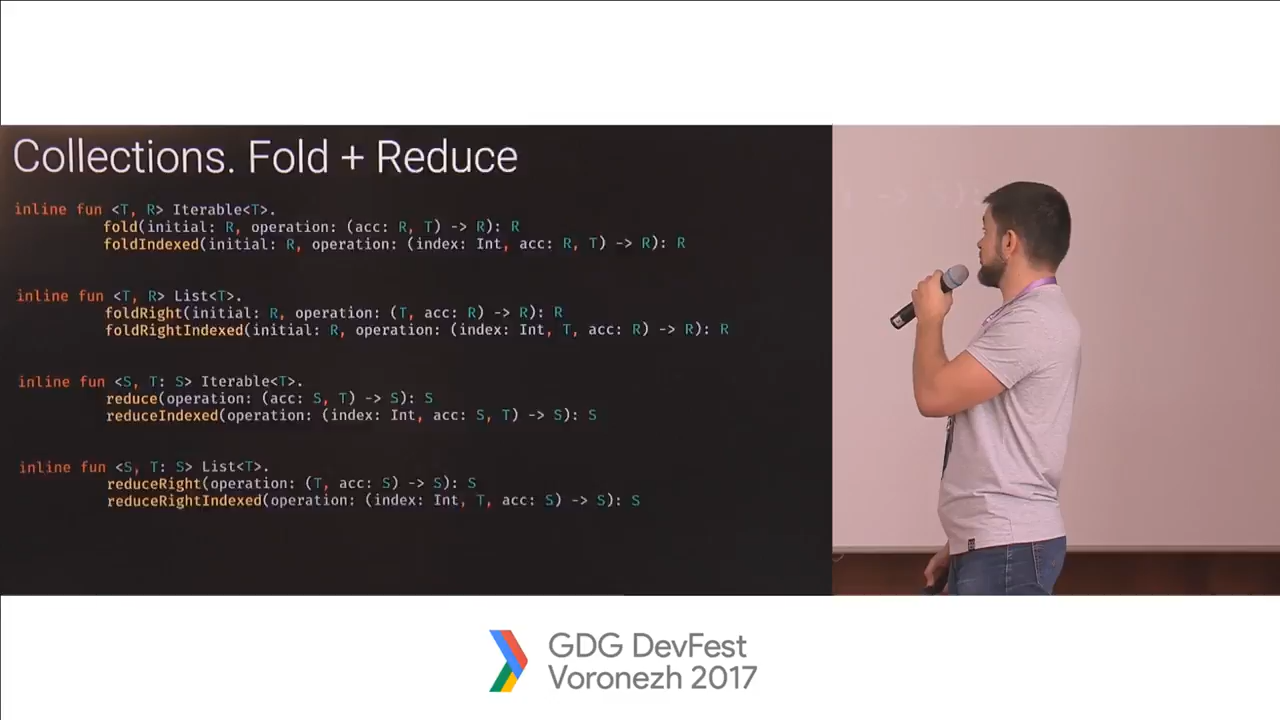 Collections. Fold + Reduce
inline fun <T, R> Iterable<T>.
fold(initial: R, operation: (acc: R, T) -> R): R
foldIndexed(initial: R, operation: (index: Int, acc: R, T) -> R): R
inline fun <T, R> List<T>.
foldRight(initial: R, operation: (T, acc: R) -> R): R
foldRightIndexed(initial: R, operation: (index: Int, T, acc: R) -> R): R
inline fun <S, T: S> Iterable<T>.
reduce(operation: (acc: S, T) -> S): S
reduceIndexed(operation: (index: Int, acc: S, T) -> S): S
inline fun <S, T: S> List<T>.
reduceRight(operation: (T, acc: S) -> S): S
reduceRightIndexed(operation: (index: Int, T, acc: S) -> S): S
GDG DevFest
Voronezh 2017